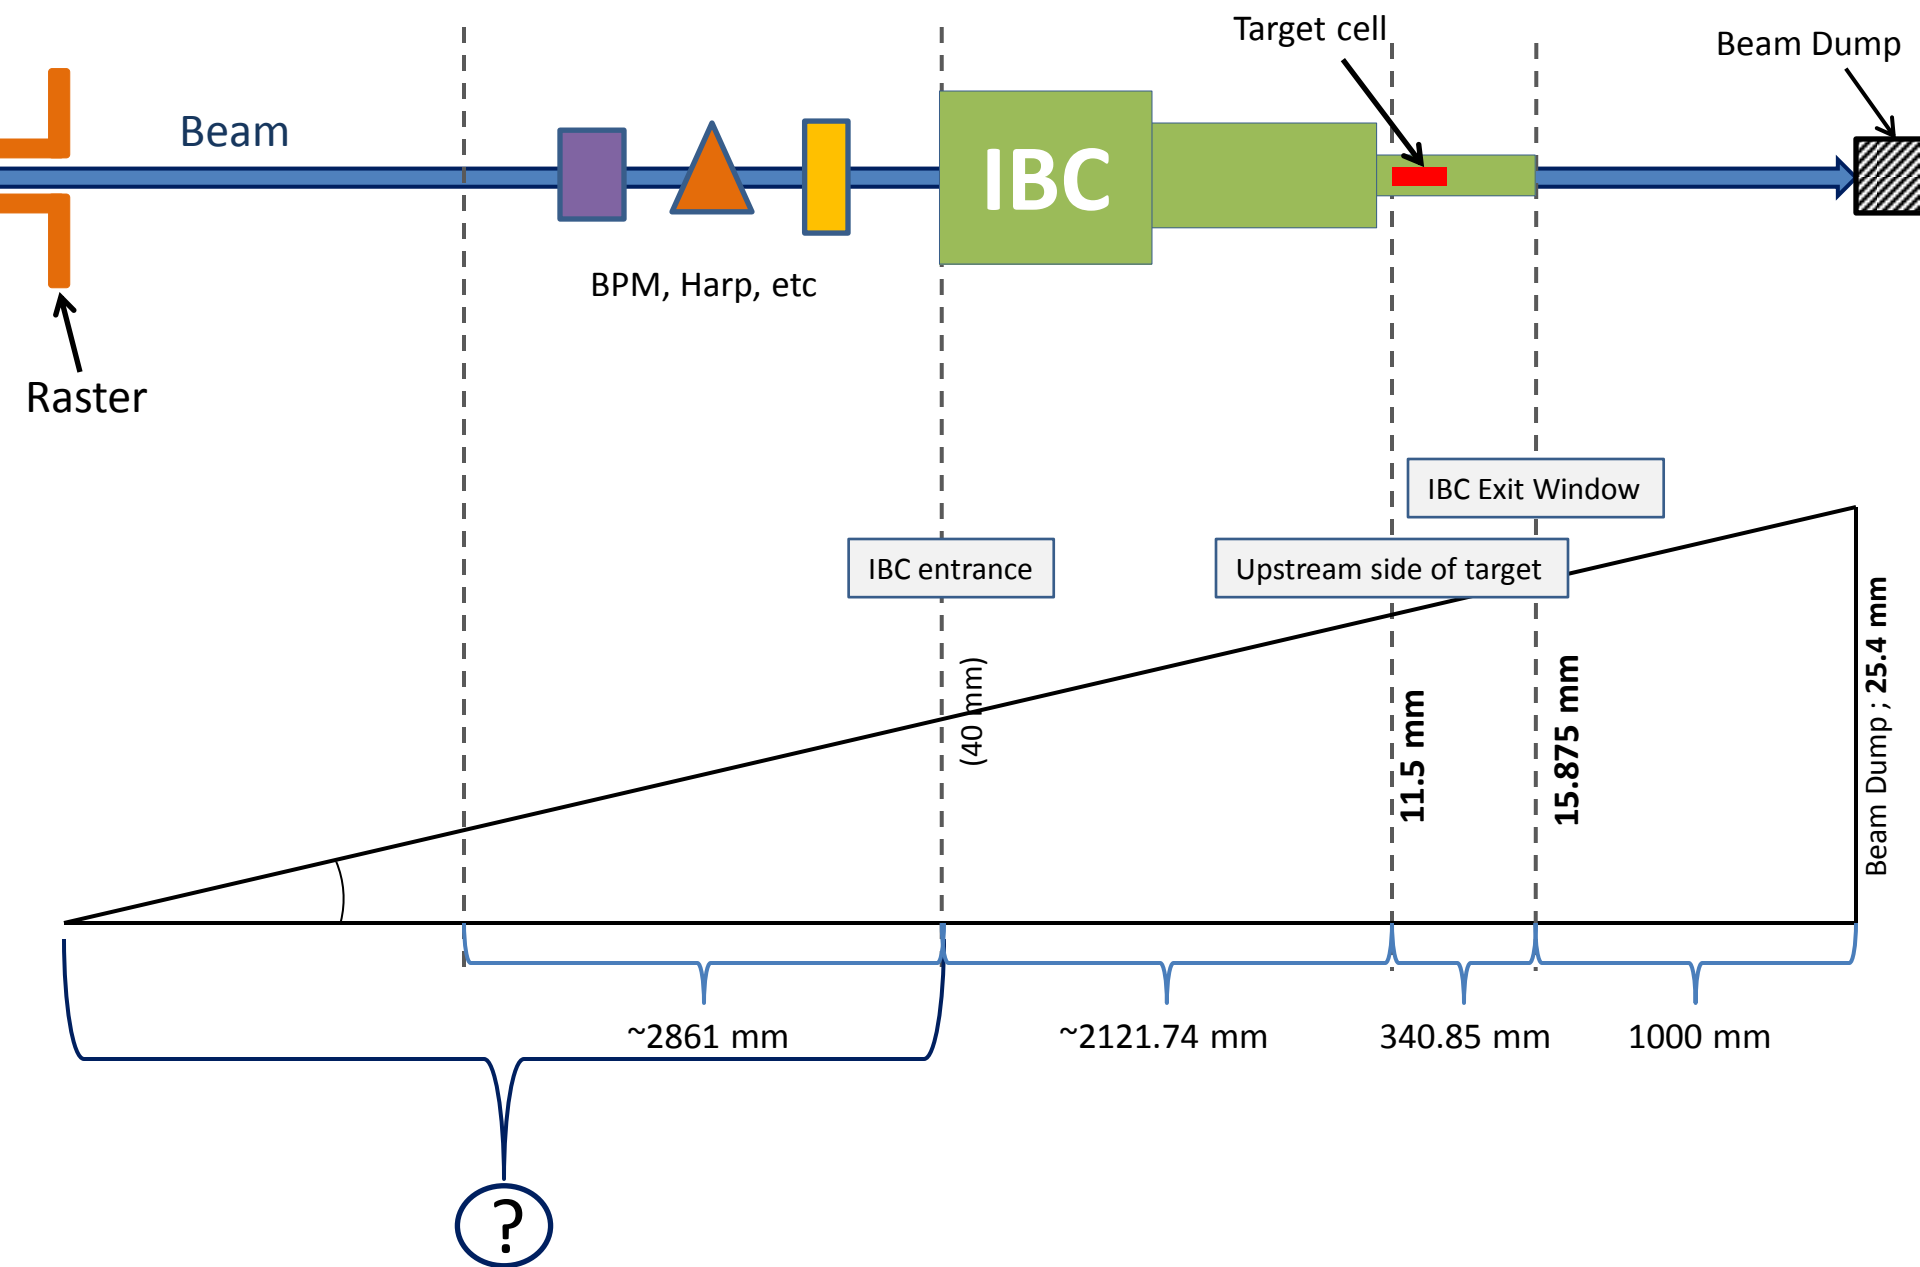 Target cell
Beam Dump
Beam
IBC
BPM, Harp, etc
Raster
IBC Exit Window
IBC entrance
Upstream side of target
(40 mm)
11.5 mm
15.875 mm
Beam Dump ; 25.4 mm
~2861 mm
~2121.74 mm
340.85 mm
1000 mm
?